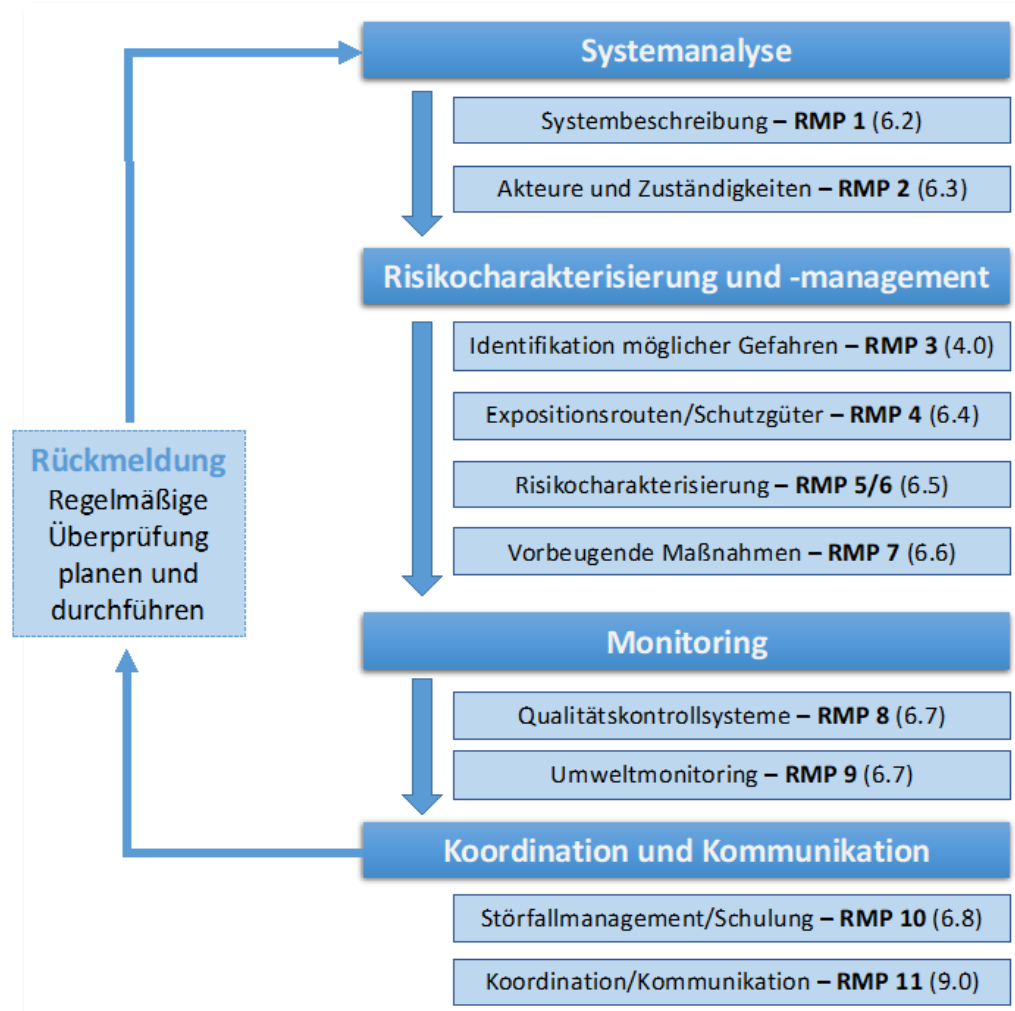 Systemanalyse
Systembeschreibung – RMP 1 (6.2)
Akteure und Zuständigkeiten – RMP 2 (6.3)
Risikocharakterisierung und -management
Identifikation möglicher Gefahren – RMP 3 (4.0)
Expositionsrouten/Schutzgüter – RMP 4 (6.4)
Risikocharakterisierung – RMP 5/6 (6.5)
Vorbeugende Maßnahmen – RMP 7 (6.6)
Rückmeldung
Regelmäßige
Überprüfung
planen und
durchführen
Monitoring
Qualitätskontrollsysteme – RMP 8 (6.7)
Umweltmonitoring – RMP 9 (6.7)
Koordination und Kommunikation
Störfallmanagement/Schulung – RMP 10 (6.8)
Koordination/Kommunikation – RMP 11 (9.0)